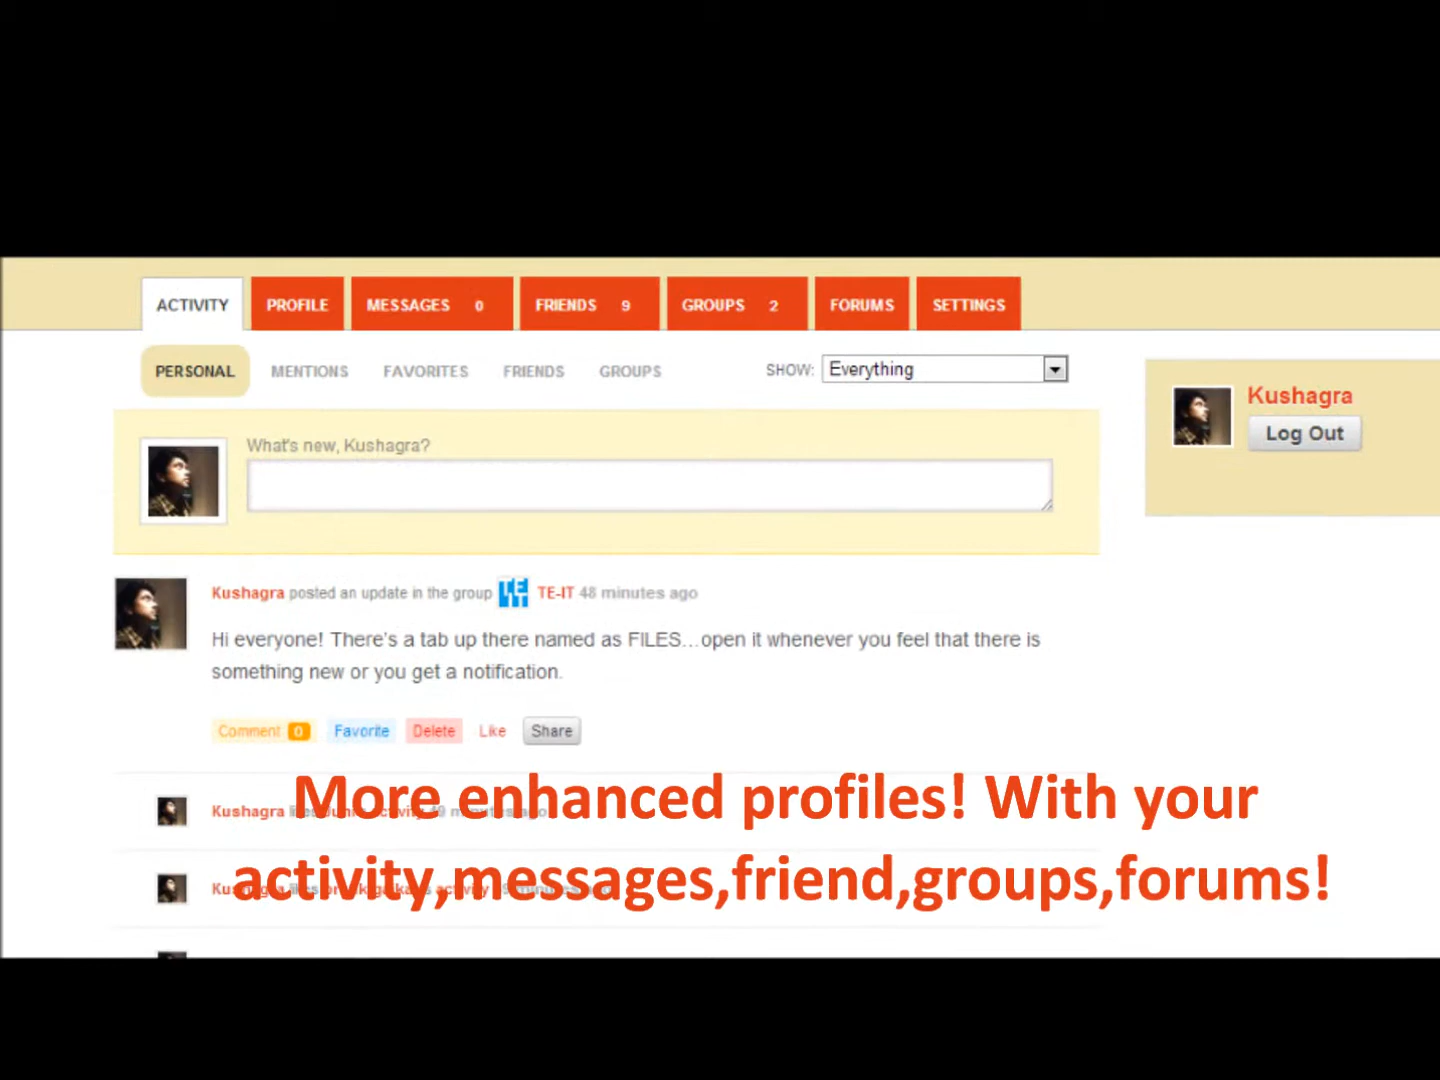 ACTIVITY PROFILE MESSAGES 0 FRIENDS 9 GROUPS 2 FORUMS SETTINGS
PERSONAL MENTIONS FAVORITES FRIENDS GROUPS SHOW: Everything
Kushagra
Log Out
What's new, Kushagra?
Kushagra posted an update in the group TE-IT TE-IT 48 minutes ago
Hi everyone! There's a tab up there named as FILES...open it whenever you feel that there is
something new or you get a notification.
Comment 0 Favorite Delete Like Share
More enhanced profiles! With your
activity,messages,friend,groups,forums!
Kushagra